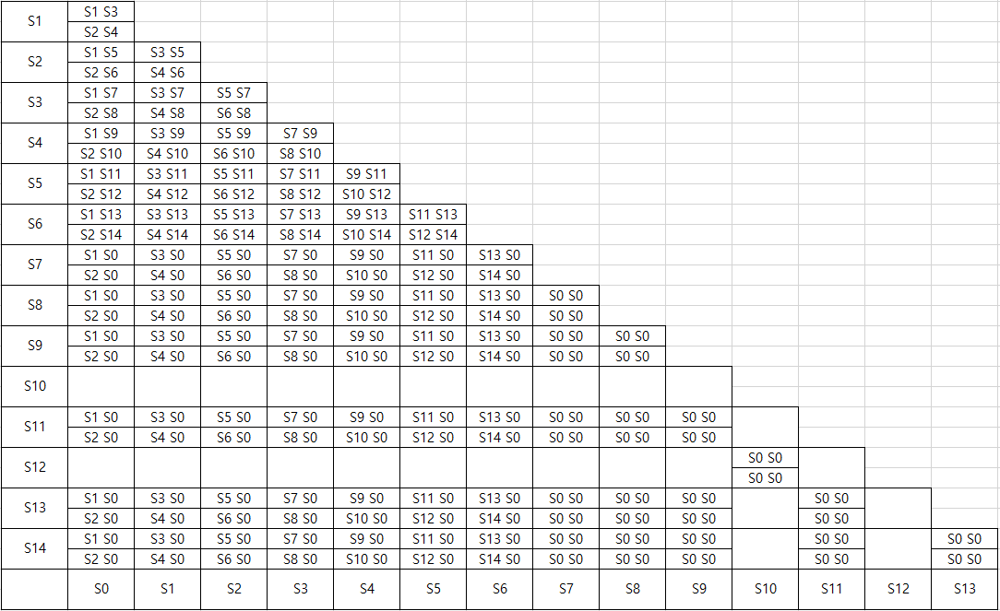 S1 S1 S3
S2 S4
S2 S1 S5 S3 S5
S2 S6 S4 S6
S3 S1 S7 S3 S7 S5 S7
S2 S8 S4 S8 S6 S8
S4 S1 S9 S3 S9 S5 S9 S7 S9
S2 S10 S4 S10 S6 S10 S8 S10
S5 S1 S11 S3 S11 S5 S11 S7 S11 S9 S11
S2 S12 S4 S12 S6 S12 S8 S12 S10 S12
S6 S1 S13 S3 S13 S5 S13 S7 S13 S9 S13 S11 S13
S2 S14 S4 S14 S6 S14 S8 S14 S10 S14 S12 S14
S7 S1 S0 S3 S0 S5 S0 S7 S0 S9 S0 S11 S0 S13 S0
S2 S0 S4 S0 S6 S0 S8 S0 S10 S0 S12 S0 S14 S0
S8 S1 S0 S3 S0 S5 S0 S7 S0 S9 S0 S11 S0 S13 S0 S0 S0
S2 S0 S4 S0 S6 S0 S8 S0 S10 S0 S12 S0 S14 S0 S0 S0
S9 S1 S0 S3 S0 S5 S0 S7 S0 S9 S0 S11 S0 S13 S0 S0 S0 S0 S0
S2 S0 S4 S0 S6 S0 S8 S0 S10 S0 S12 S0 S14 S0 S0 S0 S0 S0
S10
S11 S1 S0 S3 S0 S5 S0 S7 S0 S9 S0 S11 S0 S13 S0 S0 S0 S0 S0 S0 S0
S2 S0 S4 S0 S6 S0 S8 S0 S10 S0 S12 S0 S14 S0 S0 S0 S0 S0 S0 S0
S12 S0 S0
S0 S0
S13 S1 S0 S3 S0 S5 S0 S7 S0 S9 S0 S11 S0 S13 S0 S0 S0 S0 S0 S0 S0 S0 S0
S2 S0 S4 S0 S6 S0 S8 S0 S10 S0 S12 S0 S14 S0 S0 S0 S0 S0 S0 S0 S0 S0
S14 S1 S0 S3 S0 S5 S0 S7 S0 S9 S0 S11 S0 S13 S0 S0 S0 S0 S0 S0 S0 S0 S0 S0 S0
S2 S0 S4 S0 S6 S0 S8 S0 S10 S0 S12 S0 S14 S0 S0 S0 S0 S0 S0 S0 S0 S0 S0 S0
S0 S1 S2 S3 S4 S5 S6 S7 S8 S9 S10 S11 S12 S13